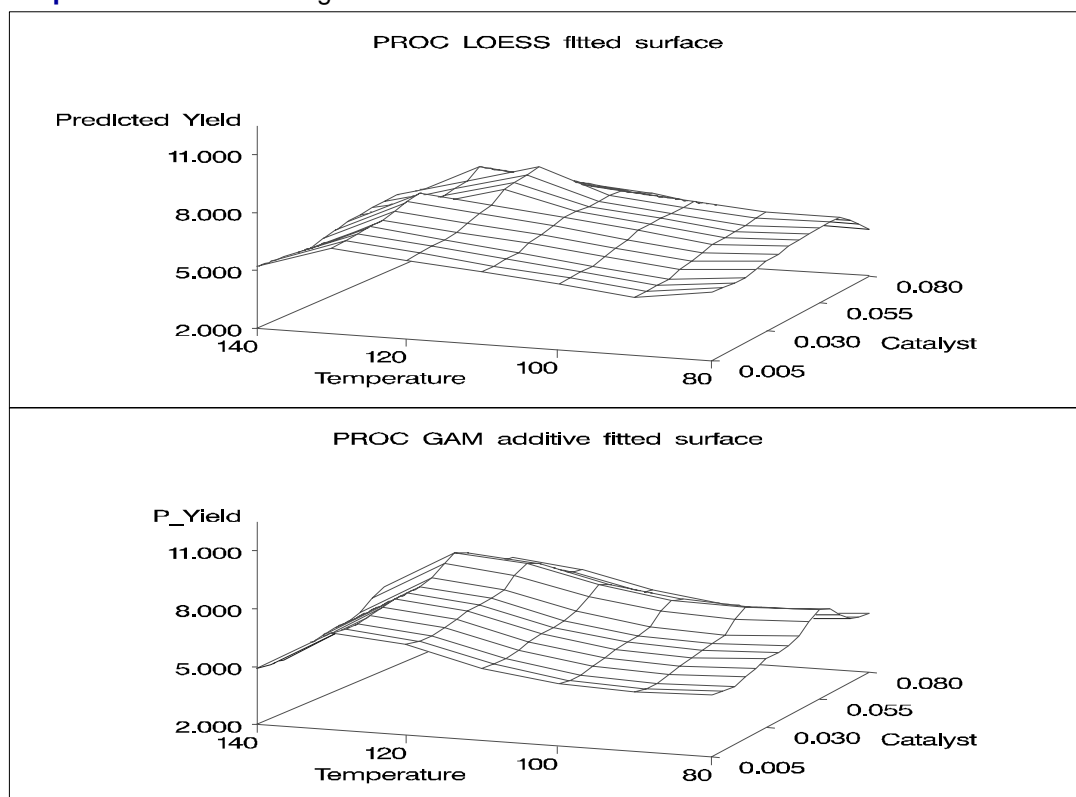 PROC LOESS fitted surface
Predicted Yield
11.000
8.000
5.000
2.000
140
120
100
80
Temperature
0.080
0.055
0.030 Catalyst
0.005
PROC GAM additive fitted surface
P_Yield
11.000
8.000
5.000
2.000
140
120
100
80
Temperature
0.080
0.055
0.030 Catalyst
0.005